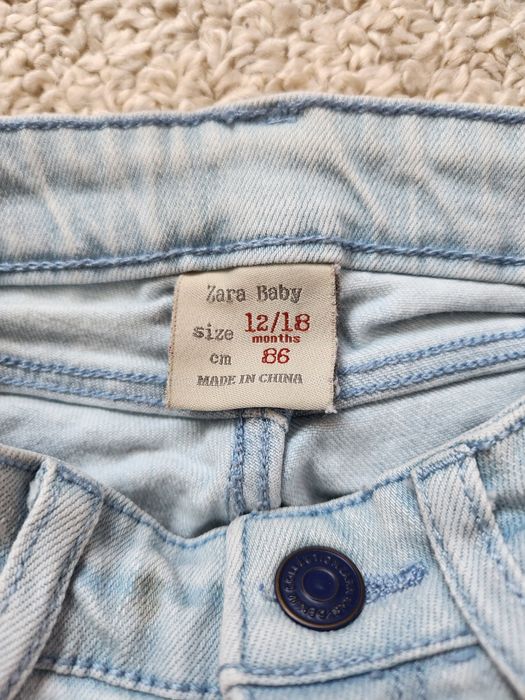 Zara Baby
size 12/18
months
cm 86
MADE IN CHINA